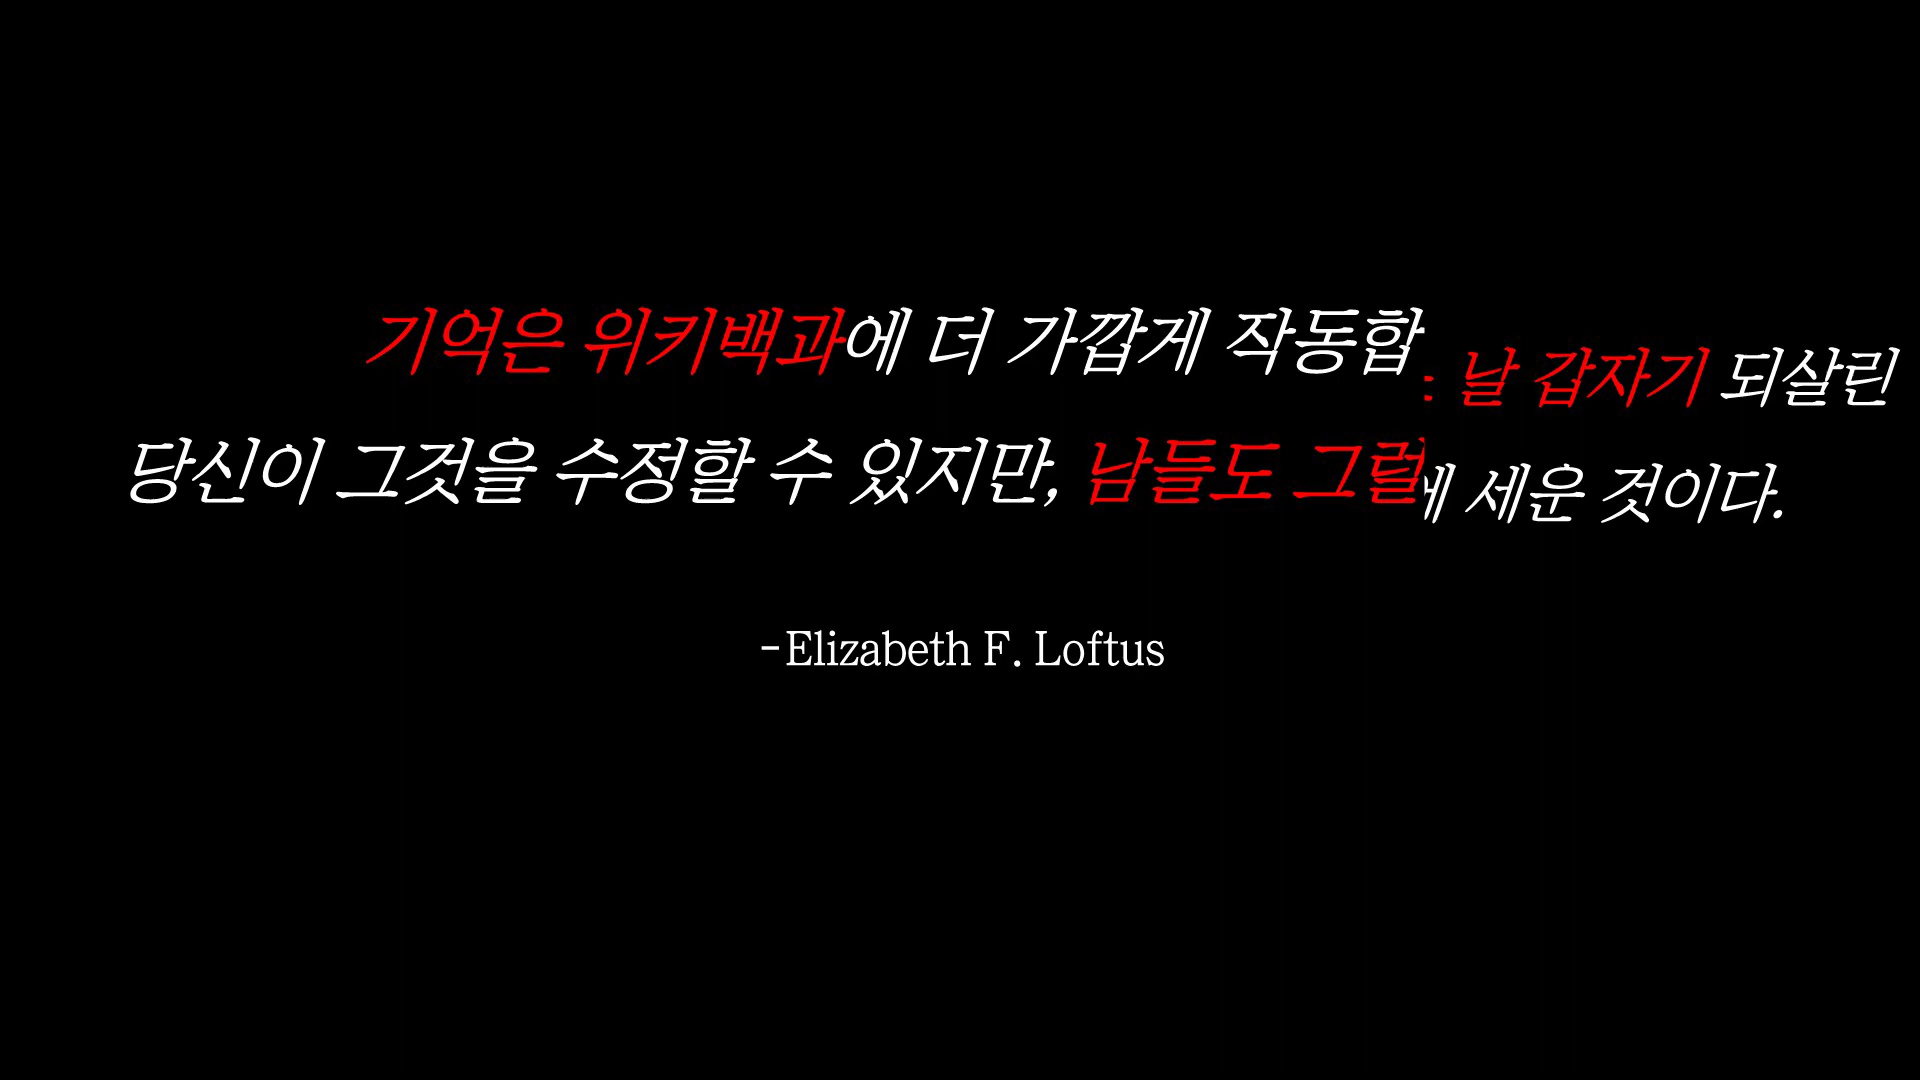 기억은 위키백과에 더 가깝게 작동합
날 갑자기 되살린
당신이 그것을 수정할 수 있지만, 남들도 그럴
세운 것이다.
-Elizabeth F. Loftus